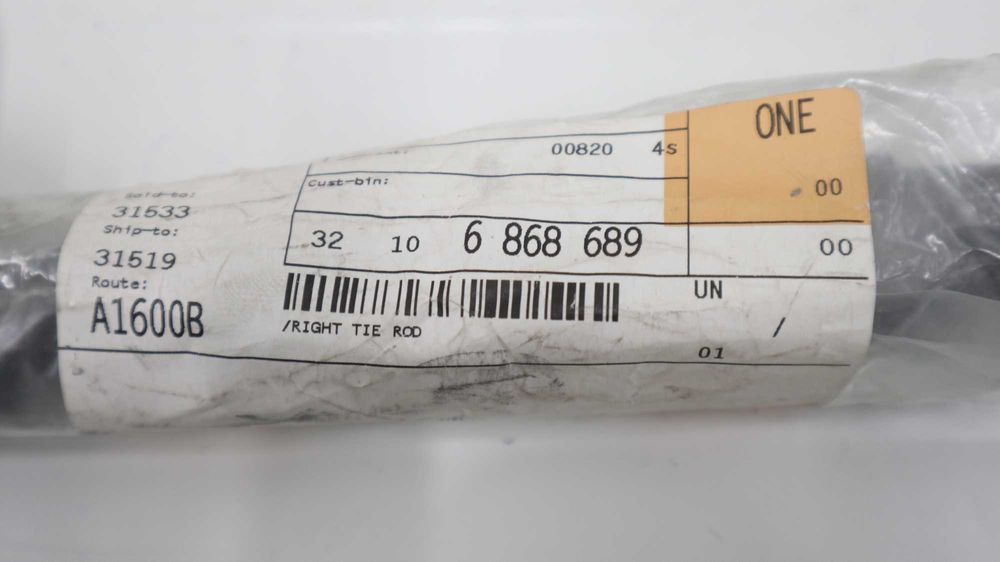 Sold-to:
31533
Ship-to:
31519
Route:
A1600B
00820 4S
Cust-bin:
32 10 6 868 689
/RIGHT TIE ROD
ONE
00
00
UN
/
01